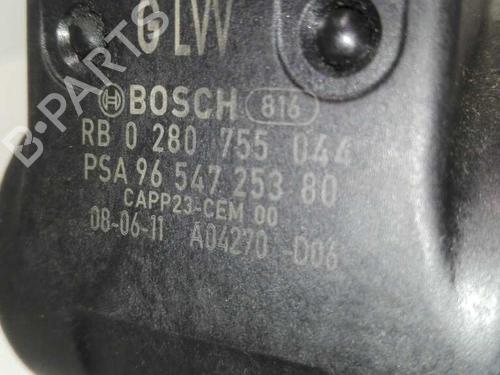 G LW
BOSCH 816
RB 0 280 755 044
PSA 96 547 253 80
CAPP23-CEM 00
08-06-11 A04270 -D06
B-PARTS